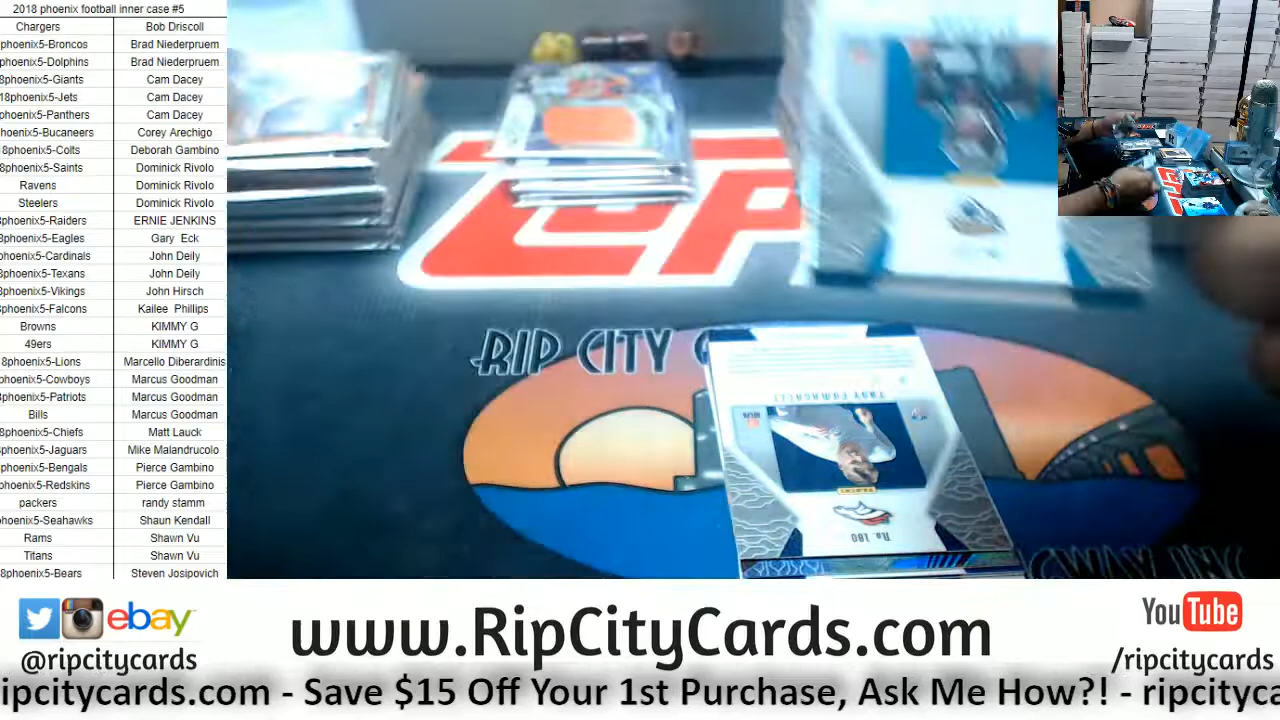 2018 phoenix football inner case #5
Chargers Bob Driscoll
phoenix5-Broncos Brad Niederpruem
phoenix5-Dolphins Brad Niederpruem
8phoenix5-Giants Cam Dacey
18phoenix5-Jets Cam Dacey
phoenix5-Panthers Cam Dacey
hoenix5-Bucaneers Corey Arechigo
8phoenix5-Colts Deborah Gambino
8phoenix5-Saints Dominick Rivolo
Ravens Dominick Rivolo
Steelers Dominick Rivolo
8phoenix5-Raiders ERNIE JENKINS
8phoenix5-Eagles Gary Eck
phoenix5-Cardinals John Deily
phoenix5-Texans John Deily
8phoenix5-Vikings John Hirsch
8phoenix5-Falcons Kailee Phillips
Browns KIMMY G
49ers KIMMY G
8phoenix5-Lions Marcello Diberardinis
phoenix5-Cowboys Marcus Goodman
8phoenix5-Patriots Marcus Goodman
Bills Marcus Goodman
8phoenix5-Chiefs Matt Lauck
phoenix5-Jaguars Mike Malandrucolo
phoenix5-Bengals Pierce Gambino
phoenix5-Redskins Pierce Gambino
packers randy stamm
hoenix5-Seahawks Shaun Kendall
Rams Shawn Vu
Titans Shawn Vu
8phoenix5-Bears Steven Josipovich
RIP CITY
No. 180
ebay
@ripcitycards
www.RipCityCards.com
YouTube
/ripcitycards
ripcitycards.com - Save $15 Off Your 1st Purchase, Ask Me How?! - ripcityca